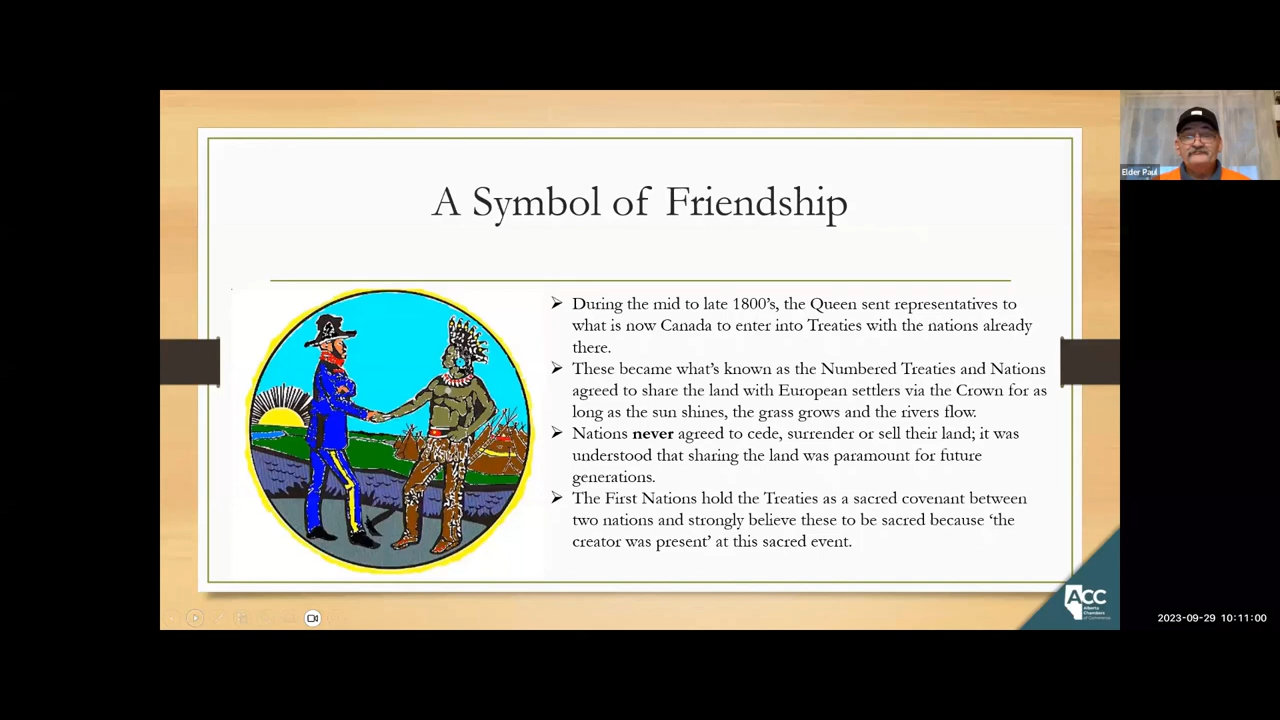 A Symbol of Friendship
➢ During the mid to late 1800’s, the Queen sent representatives to
what is now Canada to enter into Treaties with the nations already
there.
➢ These became what’s known as the Numbered Treaties and Nations
agreed to share the land with European settlers via the Crown for as
long as the sun shines, the grass grows and the rivers flow.
➢ Nations never agreed to cede, surrender or sell their land; it was
understood that sharing the land was paramount for future
generations.
➢ The First Nations hold the Treaties as a sacred covenant between
two nations and strongly believe these to be sacred because ‘the
creator was present’ at this sacred event.
Elder Paul
ACC
Alberta
Chambers
of Commerce
2023-09-29 10:11:00